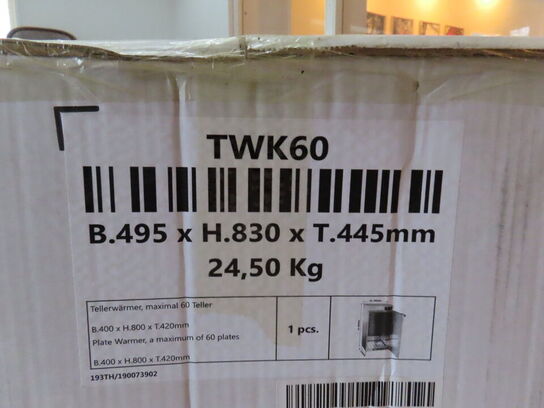 TWK60
B.495 x H.830 x T.445mm
24,50 Kg
Tellerwärmer, maximal 60 Teller
B.400 x H.800 x T.420mm
Plate Warmer, a maximum of 60 plates
B.400 x H.800 x T.420mm
1 pcs.
193TH/190073902